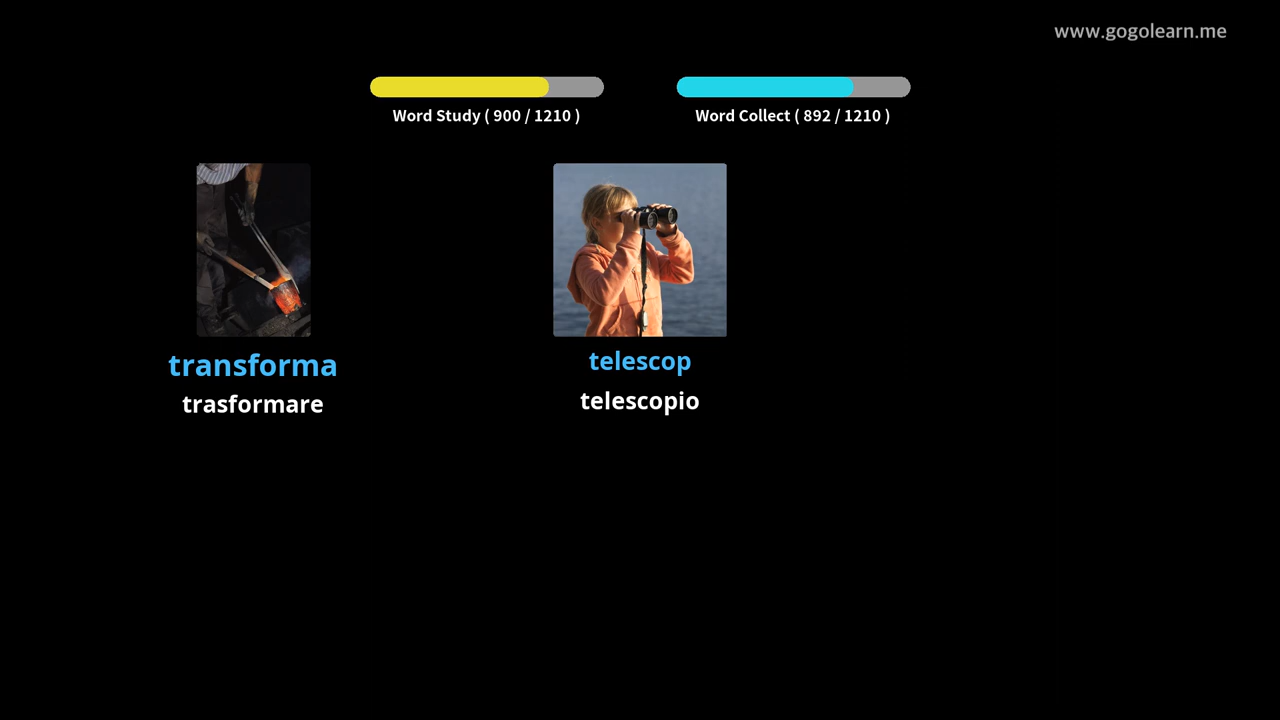 www.gogolearn.me
Word Study ( 900 / 1210 )
Word Collect ( 892 / 1210 )
transforma
trasformare
telescop
telescopio